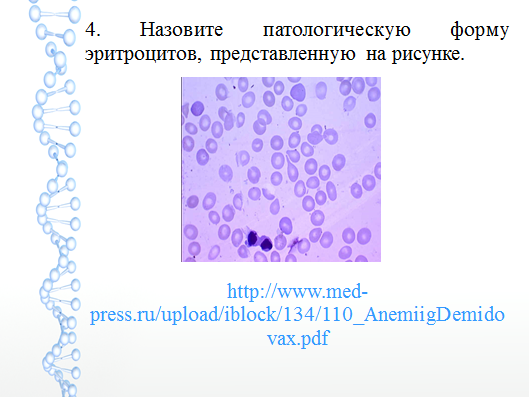 4. Назовите патологическую форму
эритроцитов, представленную на рисунке.
http://www.med-
press.ru/upload/iblock/134/110_AnemiigDemido
vax.pdf